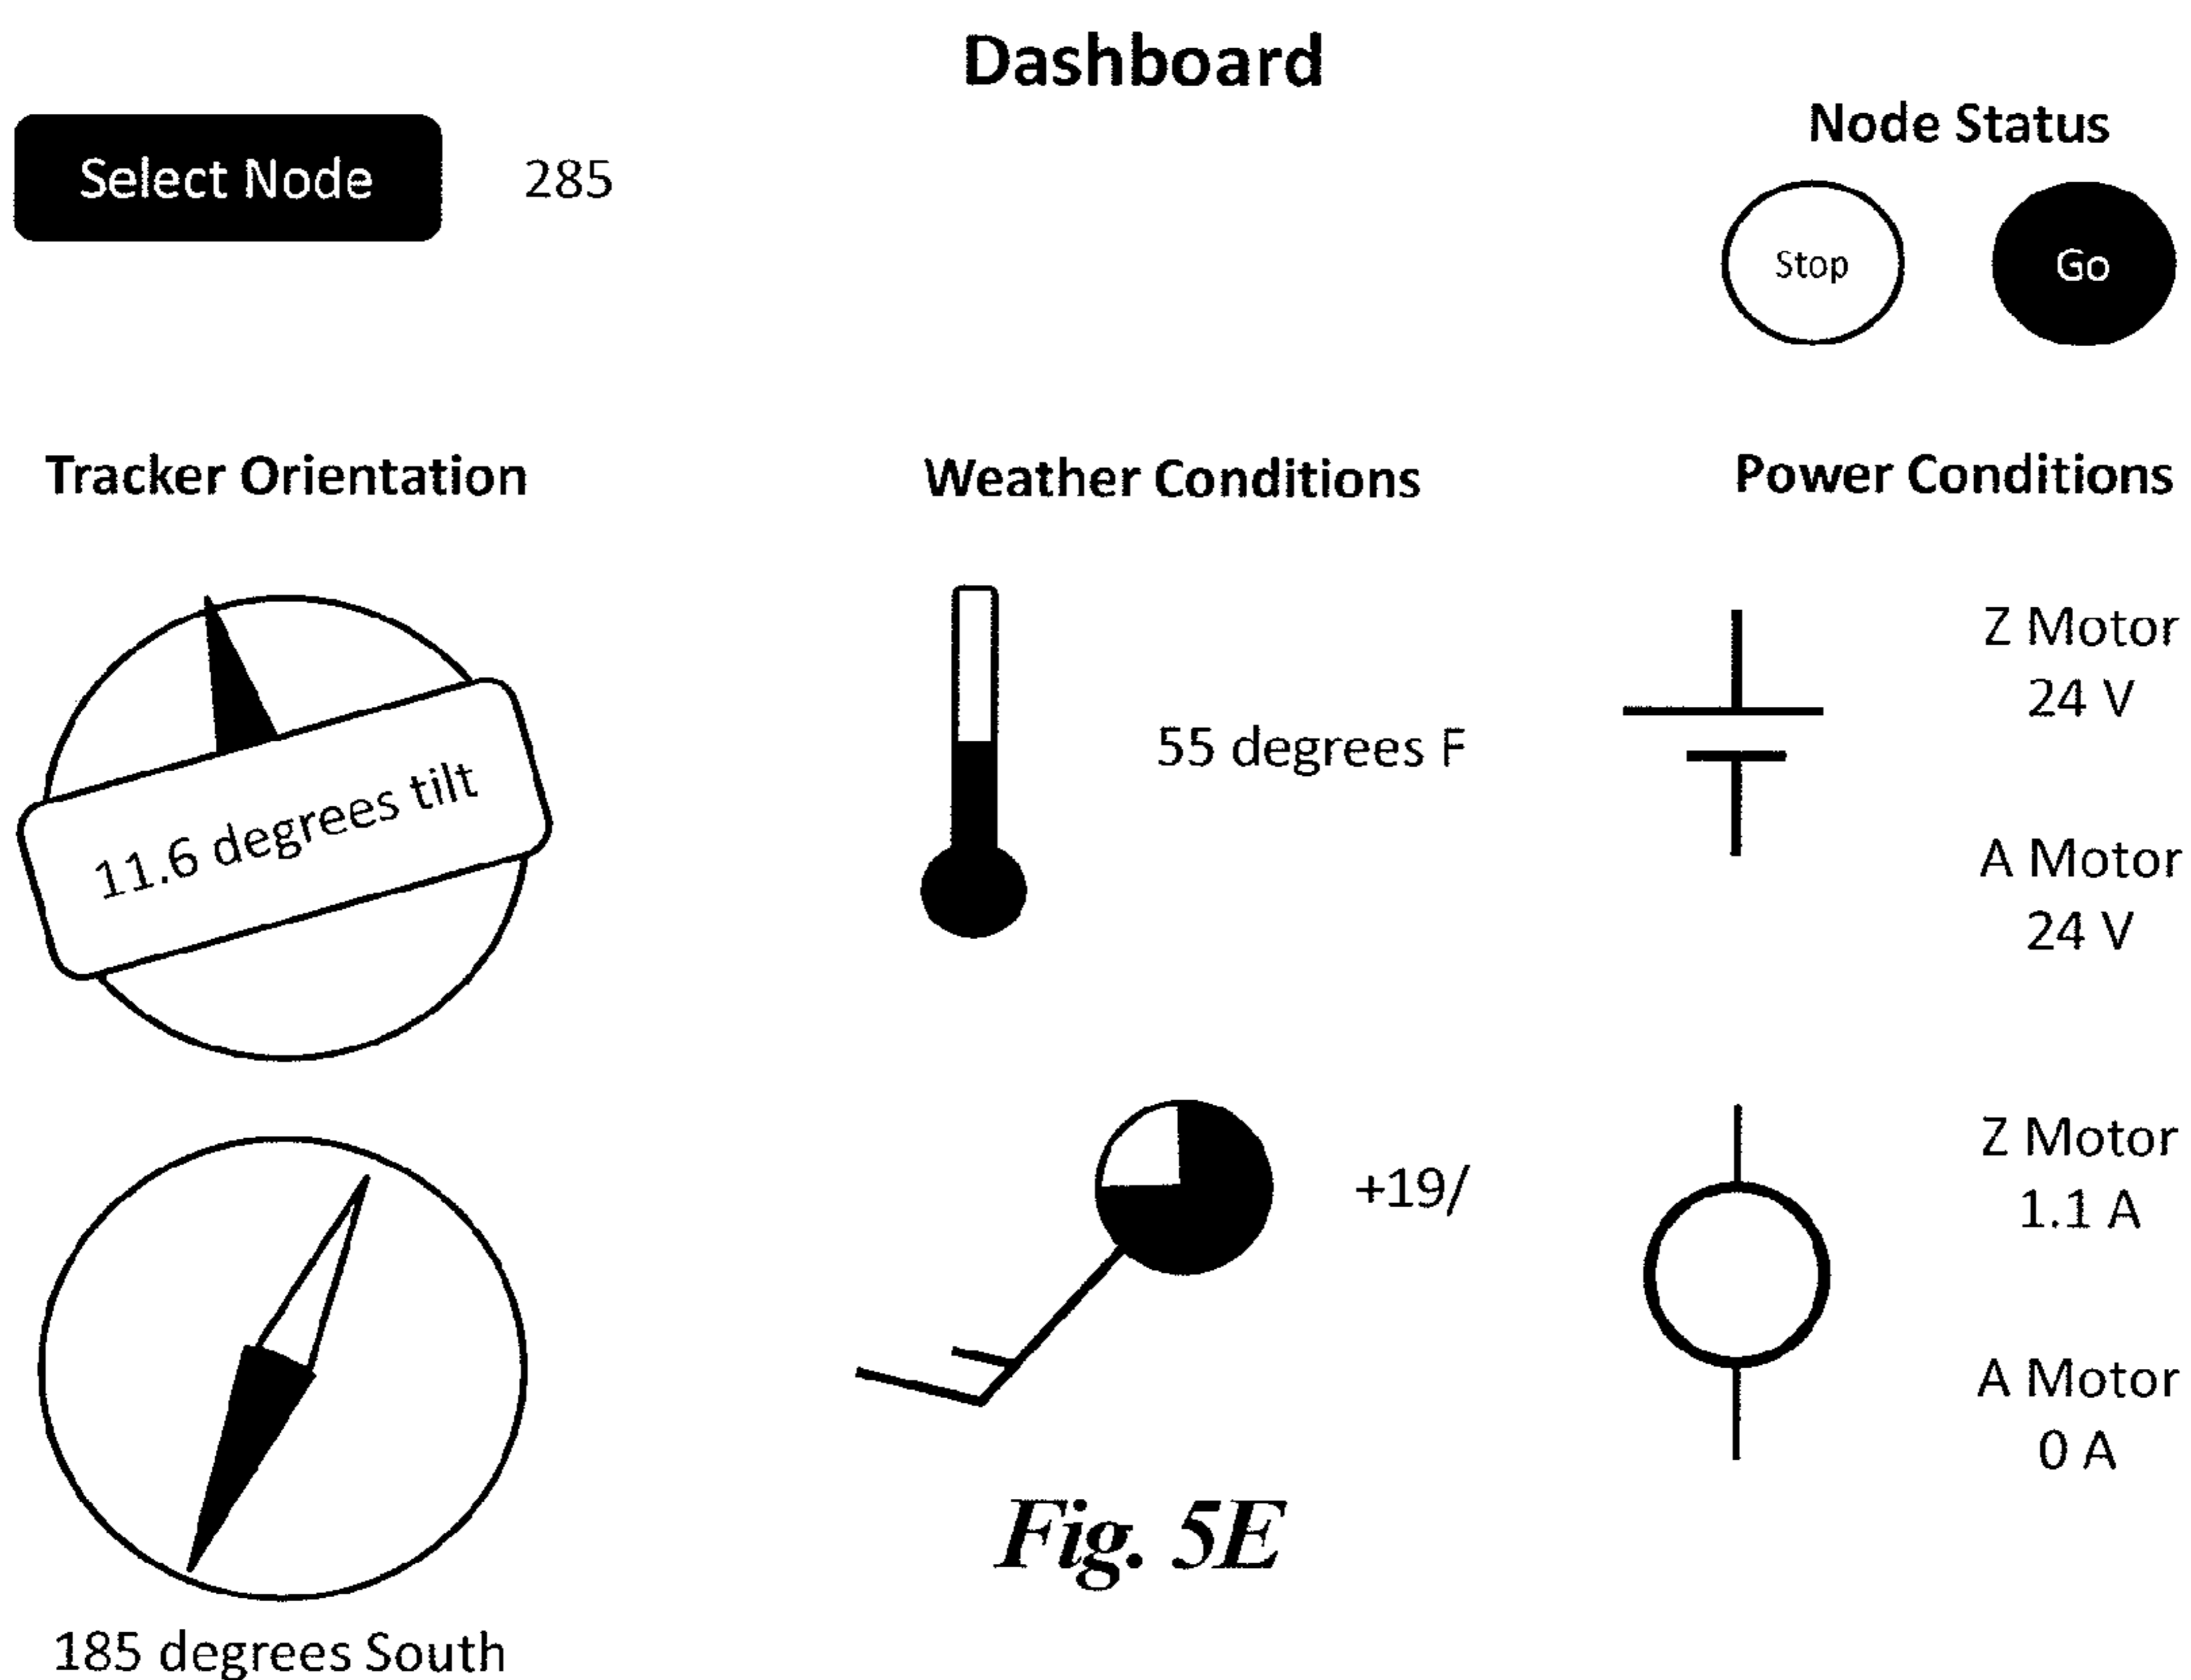 Dashboard
Select Node
285
Node Status
Stop
Go
Tracker Orientation
Weather Conditions
Power Conditions
11.6 degrees tilt
55 degrees F
Z Motor
24 V
A Motor
24 V
+19/
Z Motor
1.1 A
A Motor
0 A
185 degrees South
Fig. 5E